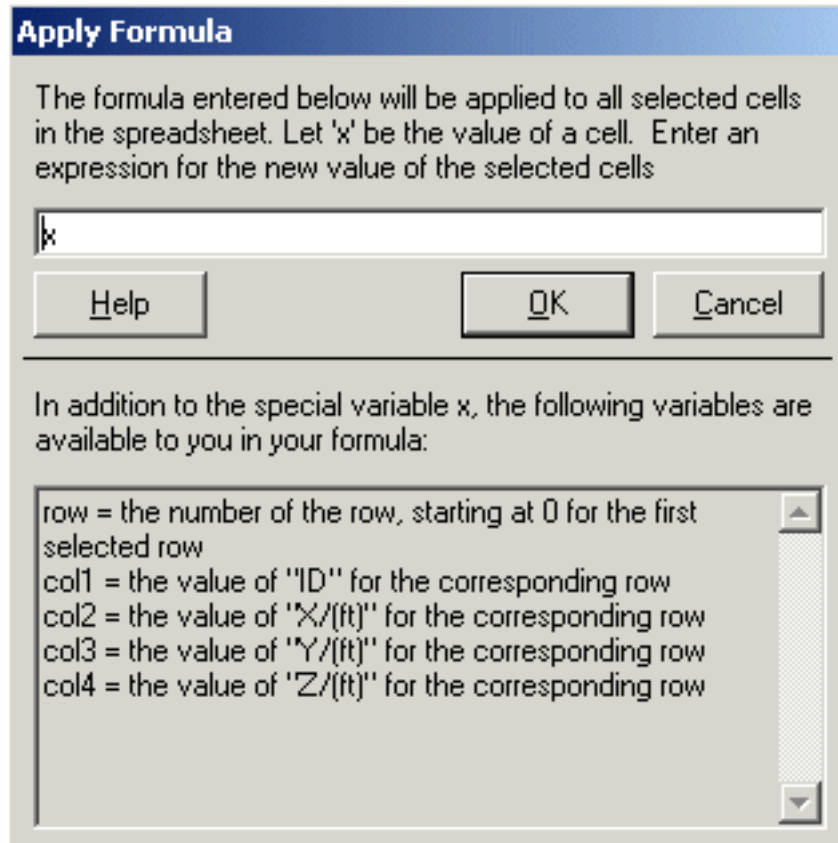 Apply Formula
The formula entered below will be applied to all selected cells
in the spreadsheet. Let 'x' be the value of a cell.  Enter an
expression for the new value of the selected cells
x
Help OK Cancel
In addition to the special variable x, the following variables are
available to you in your formula:
row = the number of the row, starting at 0 for the first
selected row
col1 = the value of "ID" for the corresponding row
col2 = the value of "X/(ft)" for the corresponding row
col3 = the value of "Y/(ft)" for the corresponding row
col4 = the value of "Z/(ft)" for the corresponding row